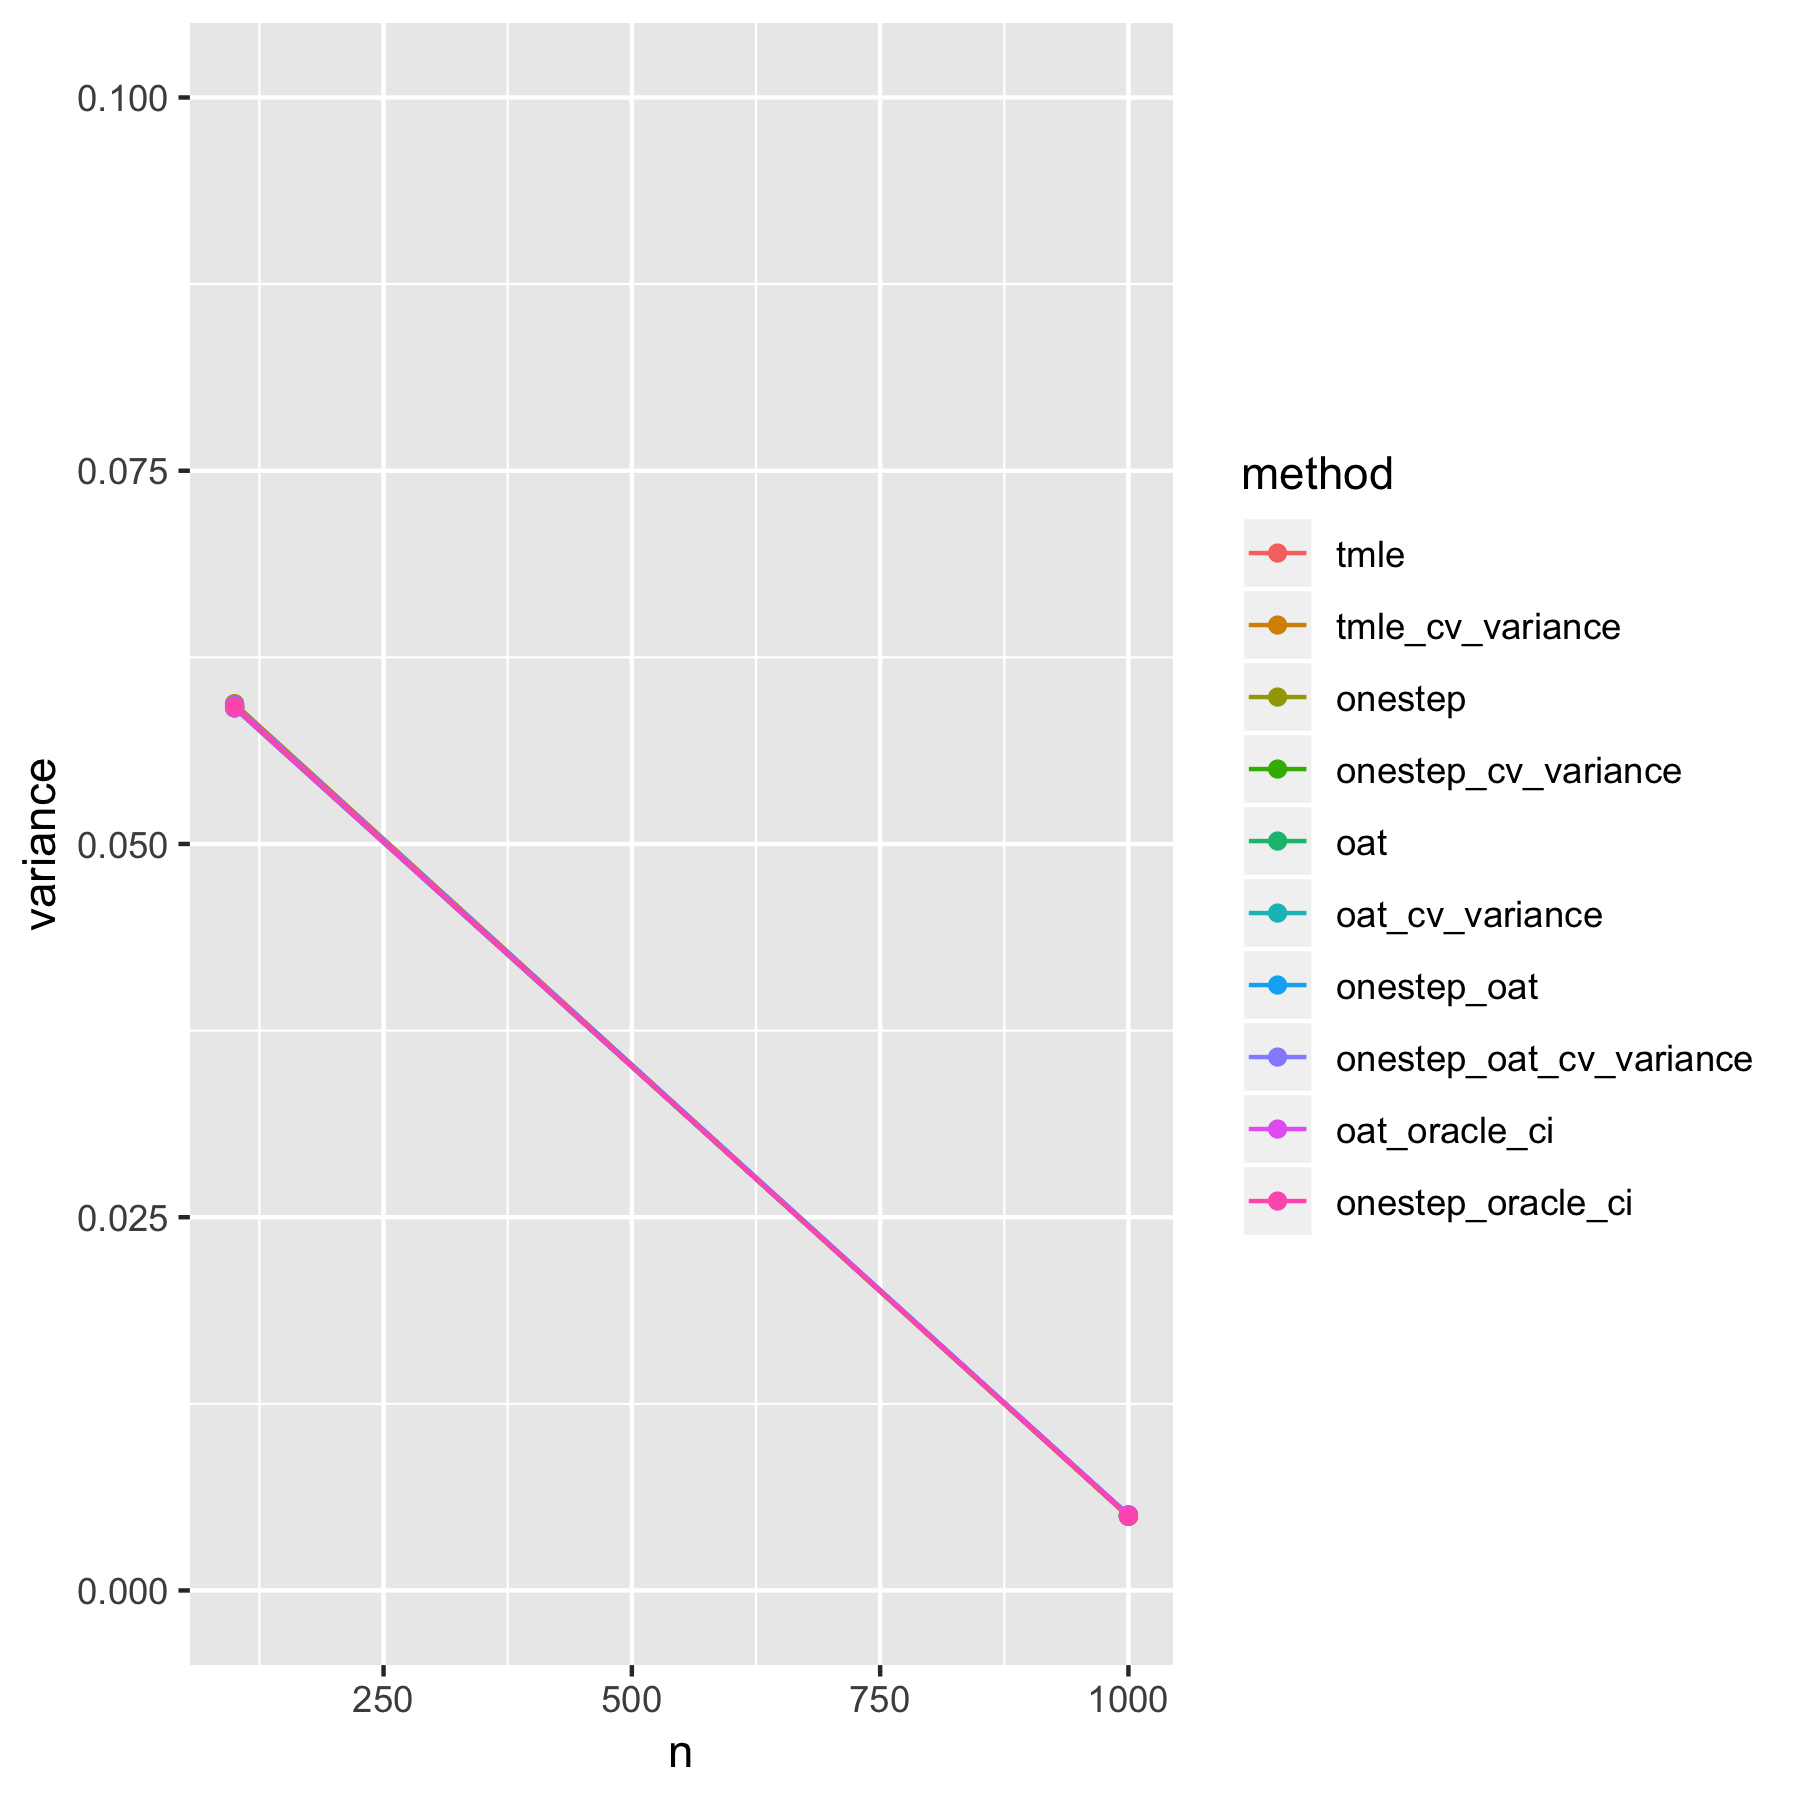 0.100
0.075
0.050
0.025
0.000
variance
250 500 750 1000
n
method
tmle
tmle_cv_variance
onestep
onestep_cv_variance
oat
oat_cv_variance
onestep_oat
onestep_oat_cv_variance
oat_oracle_ci
onestep_oracle_ci